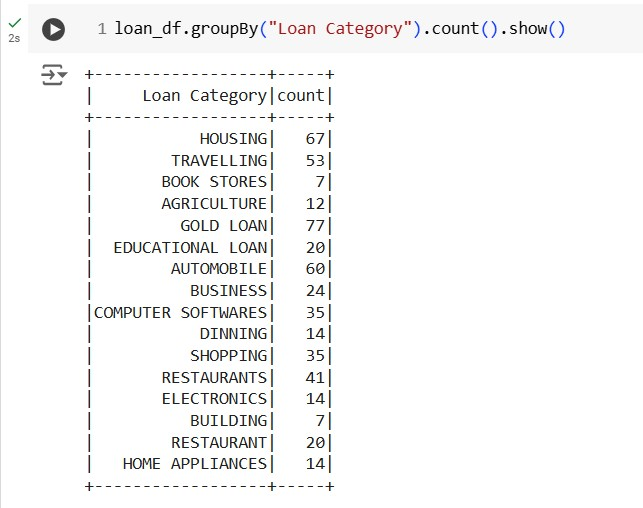 2s
1 loan_df.groupBy("Loan Category").count().show()
+------------------+-----+
|     Loan Category|count|
+------------------+-----+
|           HOUSING|   67|
|        TRAVELLING|   53|
|       BOOK STORES|    7|
|       AGRICULTURE|   12|
|         GOLD LOAN|   77|
|  EDUCATIONAL LOAN|   20|
|        AUTOMOBILE|   60|
|          BUSINESS|   24|
|COMPUTER SOFTWARES|   35|
|           DINNING|   14|
|          SHOPPING|   35|
|       RESTAURANTS|   41|
|       ELECTRONICS|   14|
|          BUILDING|    7|
|        RESTAURANT|   20|
|   HOME APPLIANCES|   14|
+------------------+-----+